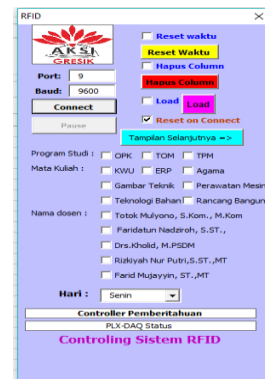 RFID
AKSI
GRESIK
Reset waktu
Reset Waktu
Hapus Column
Hapus Column
Port: 9
Baud: 9600
Load Load
Connect
Reset on Connect
Pause
Tampilan Selanjutnya =>
Program Studi : OPK TOM TPM
Mata Kuliah : KWU ERP Agama
Gambar Teknik Perawatan Mesin
Teknologi Bahan Rancang Bangun
Nama dosen : Totok Mulyono, S.Kom., M.Kom
Faridatun Nadziroh, S.ST.,
Drs.Kholid, M.PSDM
Rizkiyah Nur Putri,S.ST.,MT
Farid Mujayyin, ST.,MT
Hari : Senin
Controller Pemberitahuan
PLX-DAQ Status
Controling Sistem RFID